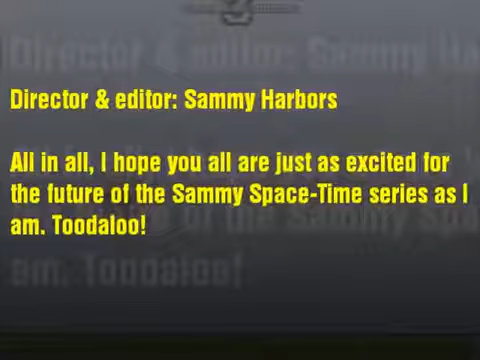 Director & editor: Sammy Harbors
All in all, I hope you all are just as excited for
the future of the Sammy Space-Time series as I
am. Toodaloo!